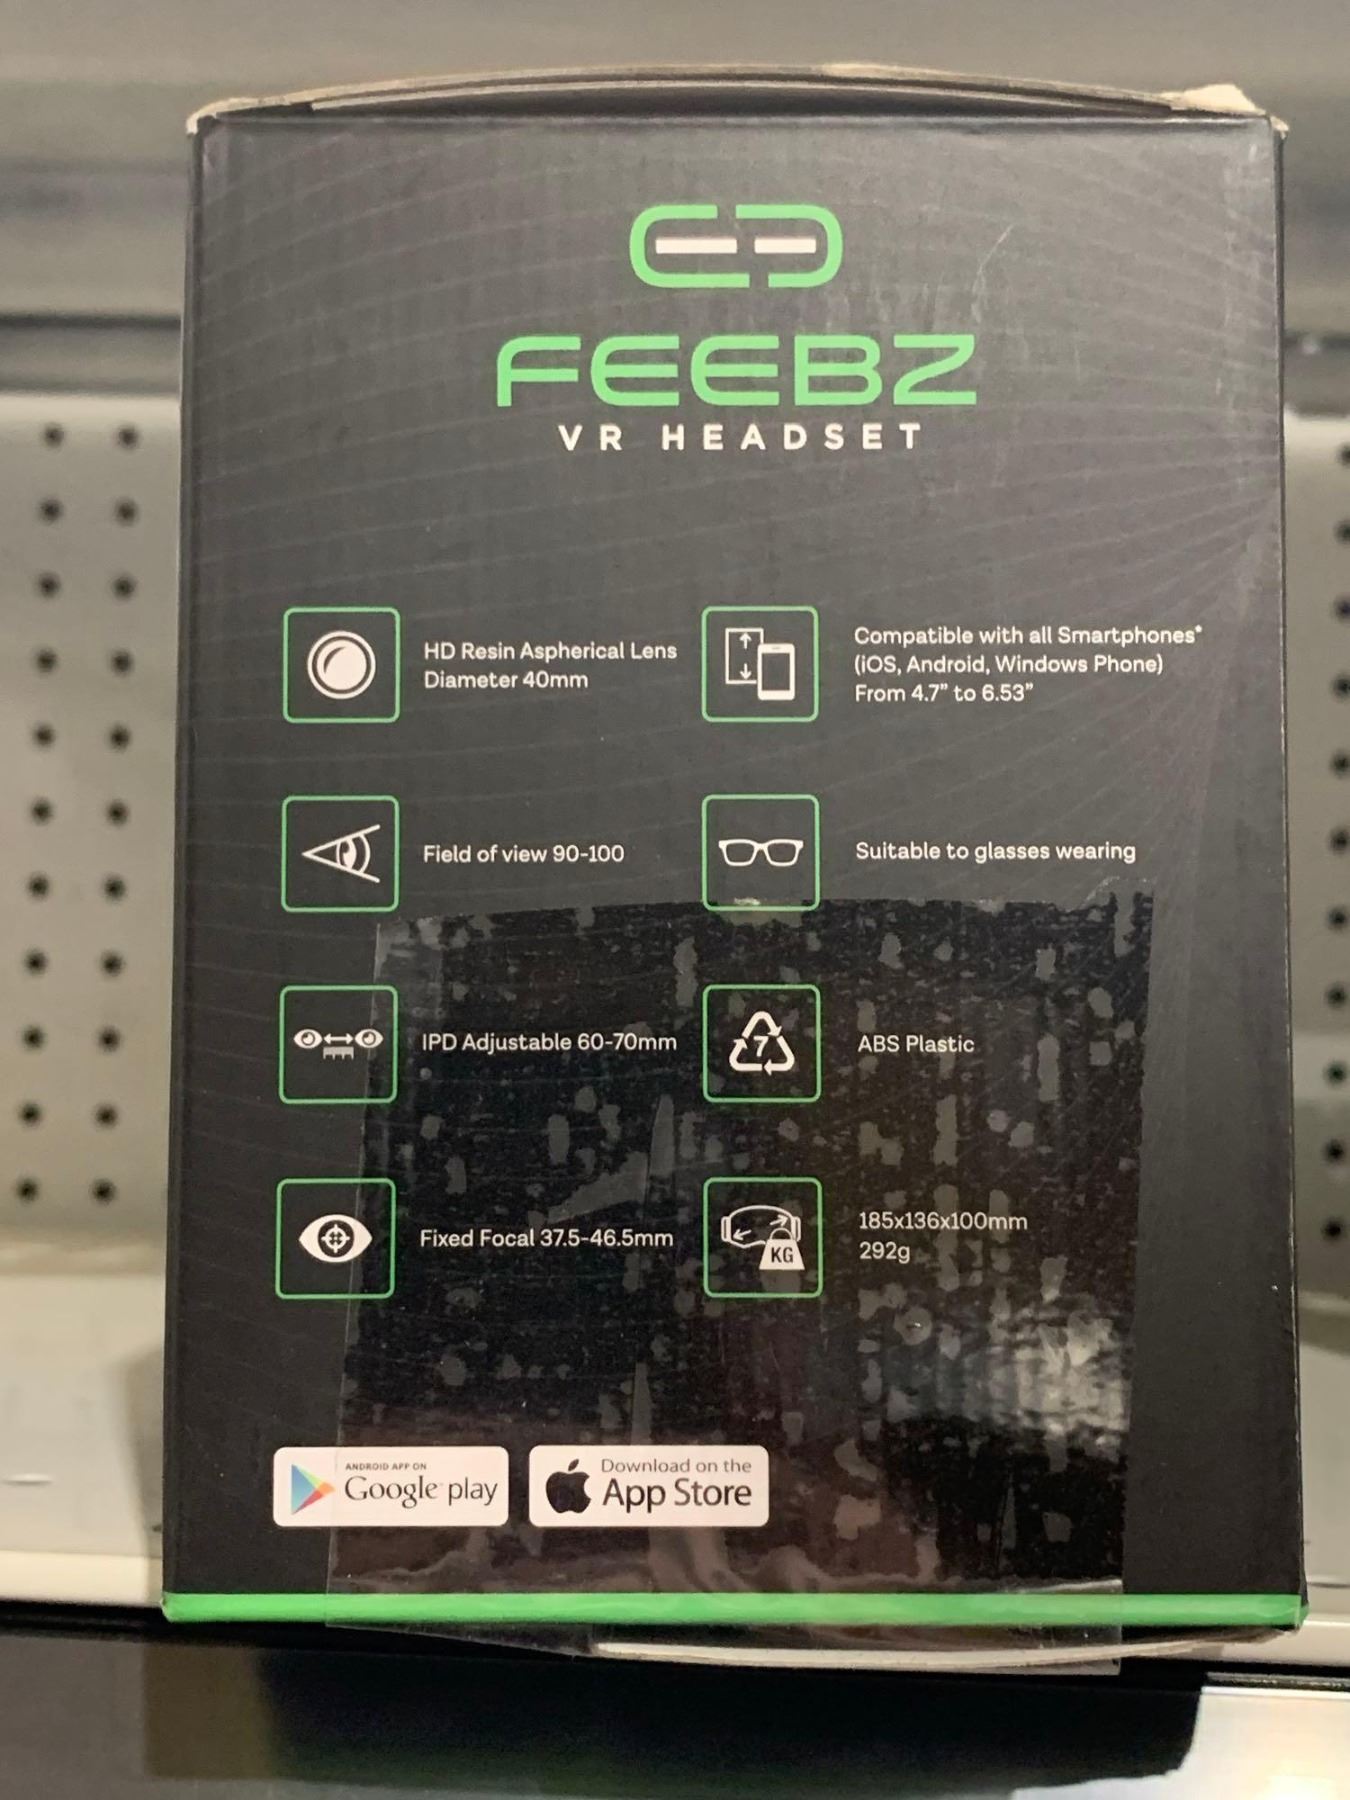 FEEBZ
VR HEADSET
HD Resin Aspherical Lens
Diameter 40mm
Compatible with all Smartphones*
(iOS, Android, Windows Phone)
From 4.7" to 6.53"
Field of view 90-100
Suitable to glasses wearing
IPD Adjustable 60-70mm
7
ABS Plastic
Fixed Focal 37.5-46.5mm
KG
185x136x100mm
292g
ANDROID APP ON
Google play
Download on the
App Store